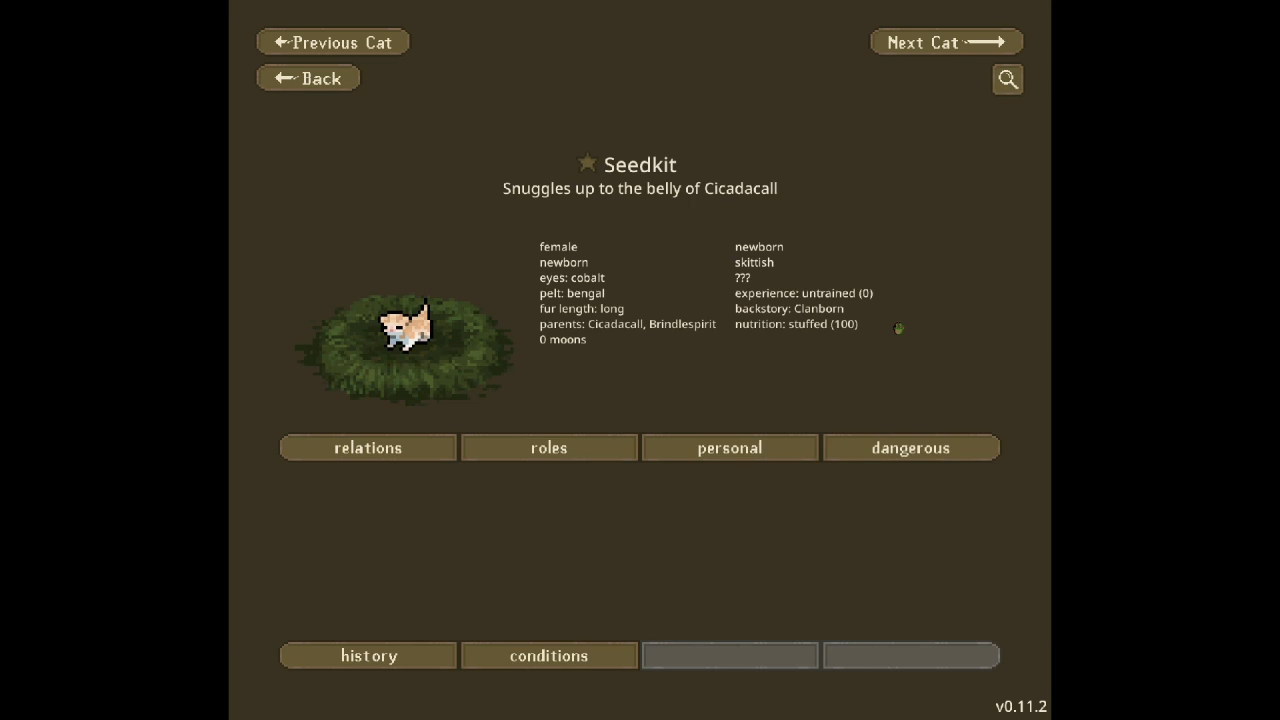 Previous Cat
Next Cat
Back
Seedkit
Snuggles up to the belly of Cicadacall
female
newborn
eyes: cobalt
pelt: bengal
fur length: long
parents: Cicadacall, Brindlespirit
0 moons
newborn
skittish
???
experience: untrained (0)
backstory: Clanborn
nutrition: stuffed (100)
relations
roles
personal
dangerous
history
conditions
v0.11.2